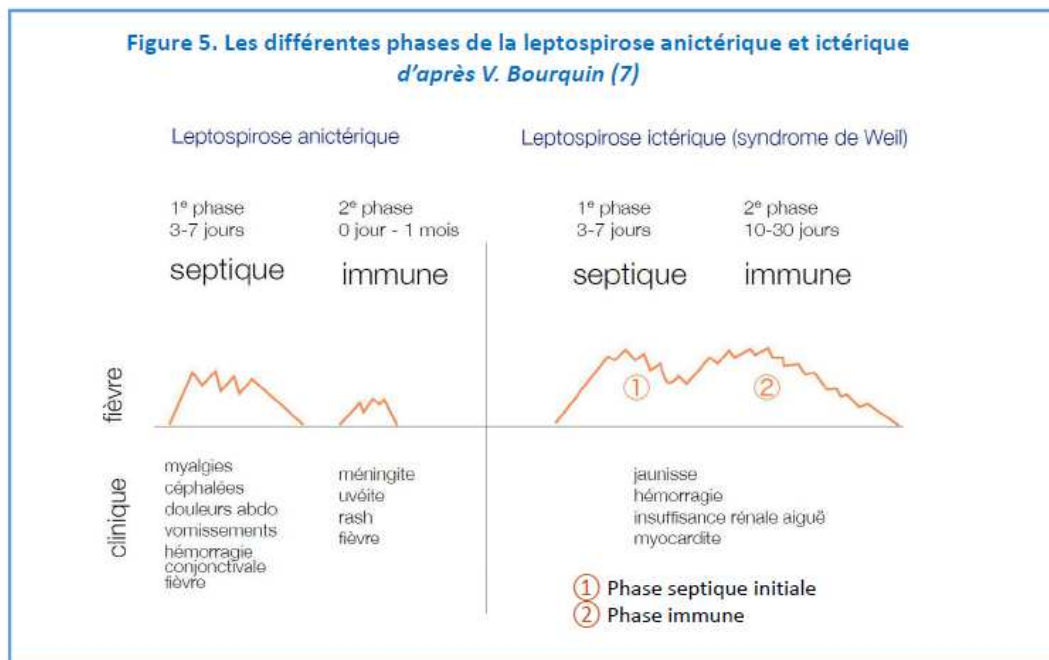 Figure 5. Les différentes phases de la leptospirose anictérique et ictérique
d’après V. Bourquin (7)
Leptospirose anictérique
Leptospirose ictérique (syndrome de Weil)
1e phase
3-7 jours
septique
2e phase
0 jour - 1 mois
immune
1e phase
3-7 jours
septique
2e phase
10-30 jours
immune
fièvre
①
②
clinique
myalgies
céphalées
douleurs abdo
vomissements
hémorragie
conjonctivale
fièvre
méningite
uvéite
rash
fièvre
jaunisse
hémorragie
insuffisance rénale aiguë
myocardite
① Phase septique initiale
② Phase immune